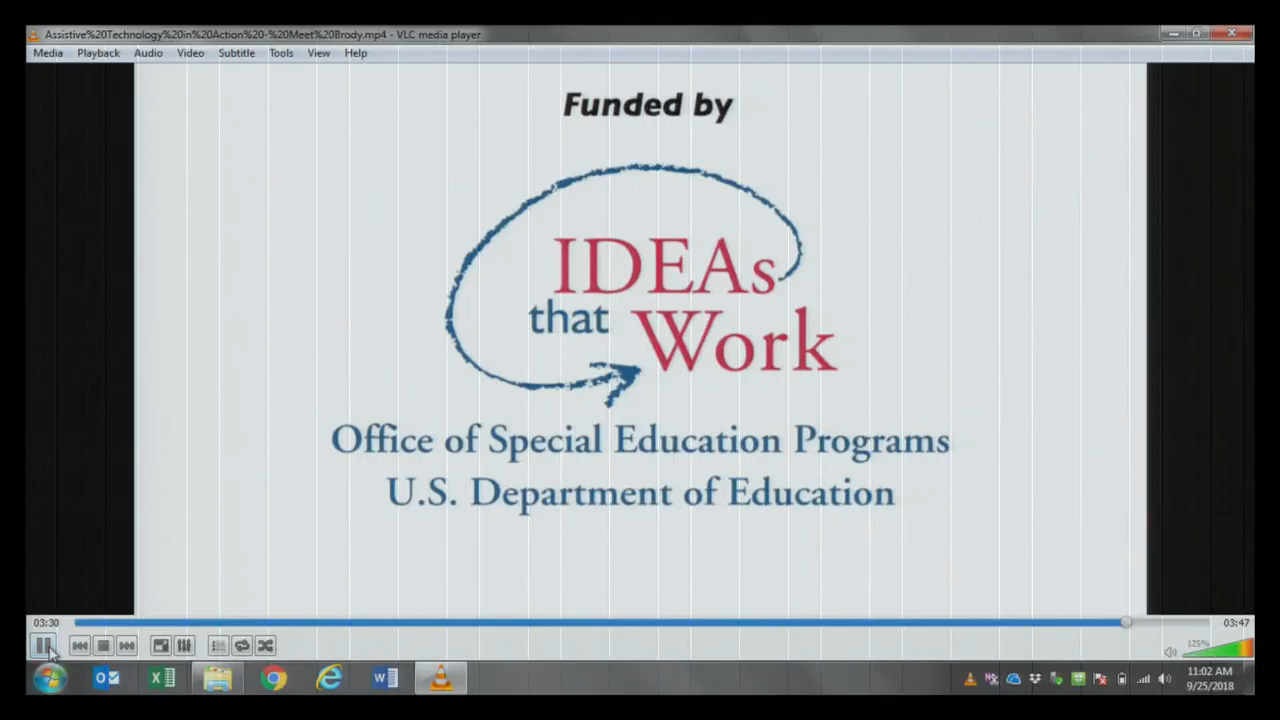 Assistive%20Technology%20in%20Action%20-%20Meet%20Brody.mp4 - VLC media player
Media Playback Audio Video Subtitle Tools View Help
Funded by
IDEAs
that Work
Office of Special Education Programs
U.S. Department of Education
03:30 03:47
125%
11:02 AM
9/25/2018